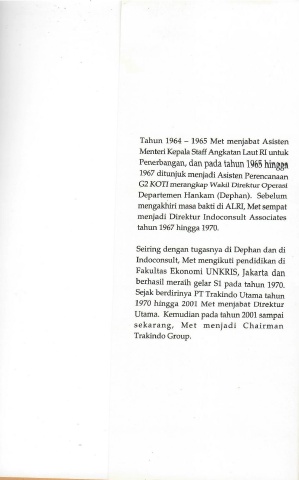 Tahun 1964 – 1965 Met menjabat Asisten
Menteri Kepala Staff Angkatan Laut RI untuk
Penerbangan, dan pada tahun 1965 hingga
1967 ditunjuk menjadi Asisten Perencanaan
G2 KOTI merangkap Wakil Direktur Operasi
Departemen Hankam (Dephan). Sebelum
mengakhiri masa bakti di ALRI, Met sempat
menjadi Direktur Indoconsult Associates
tahun 1967 hingga 1970.

Seiring dengan tugasnya di Dephan dan di
Indoconsult, Met mengikuti pendidikan di
Fakultas Ekonomi UNKRIS, Jakarta dan
berhasil meraih gelar S1 pada tahun 1970.
Sejak berdirinya PT Trakindo Utama tahun
1970 hingga 2001 Met menjabat Direktur
Utama. Kemudian pada tahun 2001 sampai
sekarang, Met menjadi Chairman
Trakindo Group.